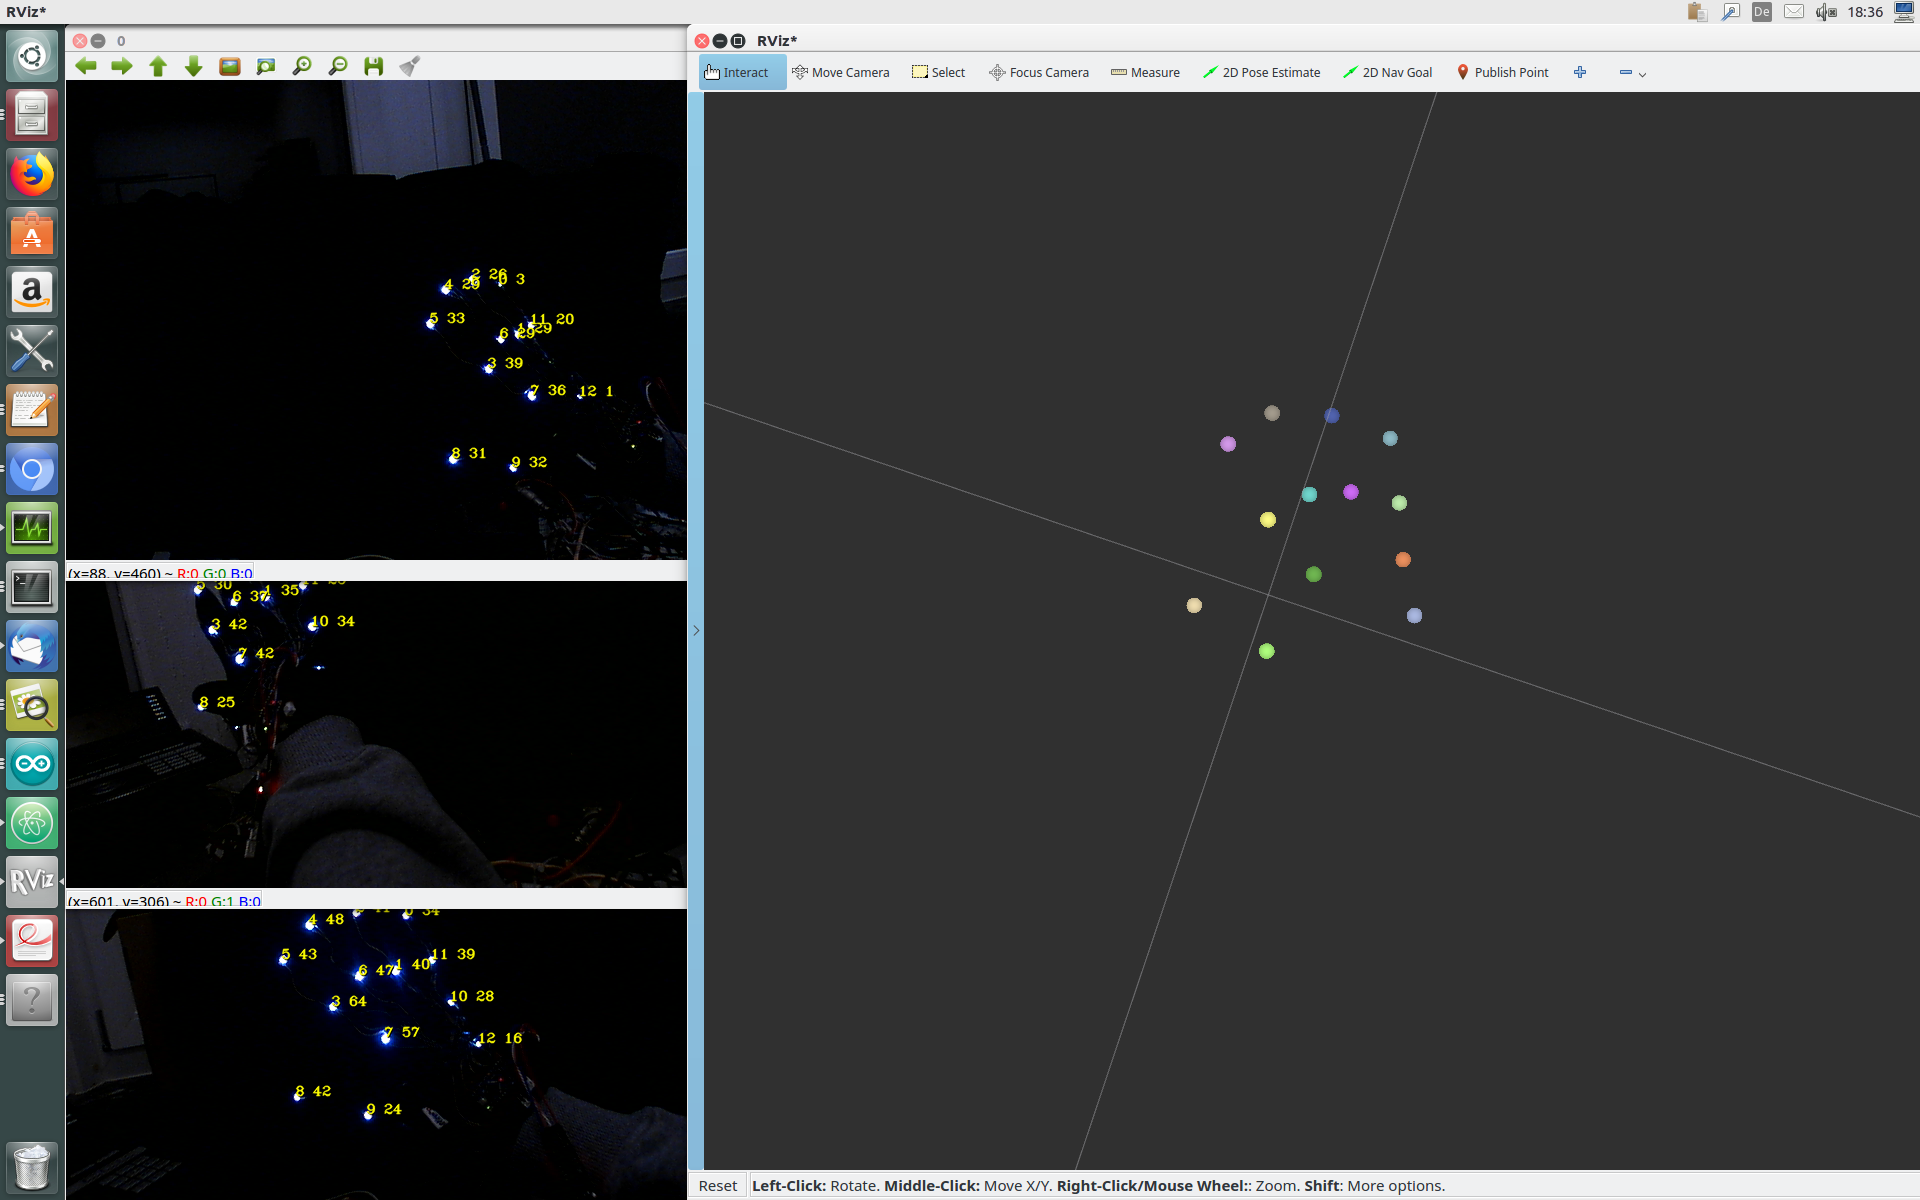 RViz*
De
18:36
0
RViz*
Interact
Move Camera
Select
Focus Camera
Measure
2D Pose Estimate
2D Nav Goal
Publish Point
2 26
4 29
0 3
5 33
11 20
6 29
3 39
7 36
12 1
8 31
9 32
(x=88, y=460) ~ R:0 G:0 B:0
5 30
6 37
1 35
3 42
10 34
7 42
8 25
(x=601, y=306) ~ R:0 G:1 B:0
4 48
5 43
6 47
1 40
11 39
3 64
10 28
7 57
12 16
8 42
9 24
RViz
Reset
Left-Click: Rotate. Middle-Click: Move X/Y. Right-Click/Mouse Wheel:: Zoom. Shift: More options.